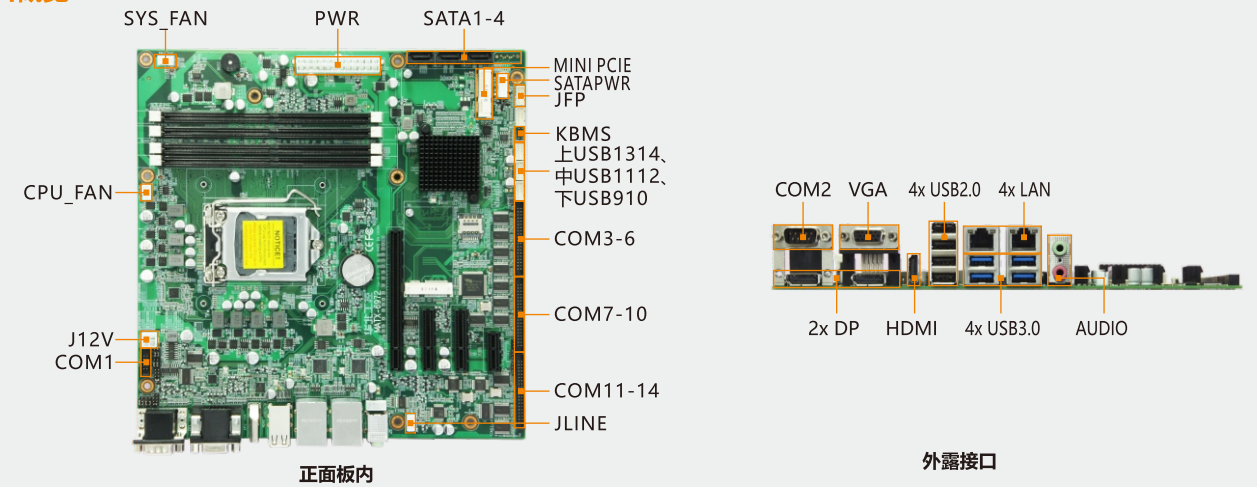 SYS_FAN
PWR
SATA1-4
MINI PCIE
SATAPWR
JFP
KBMS
上USB1314、
中USB1112、
下USB910
CPU_FAN
COM3-6
COM7-10
J12V
COM1
COM11-14
JLINE
NOTICE!
MATX-6972
正面板内
COM2
VGA
4x USB2.0
4x LAN
2x DP
HDMI
4x USB3.0
AUDIO
外露接口